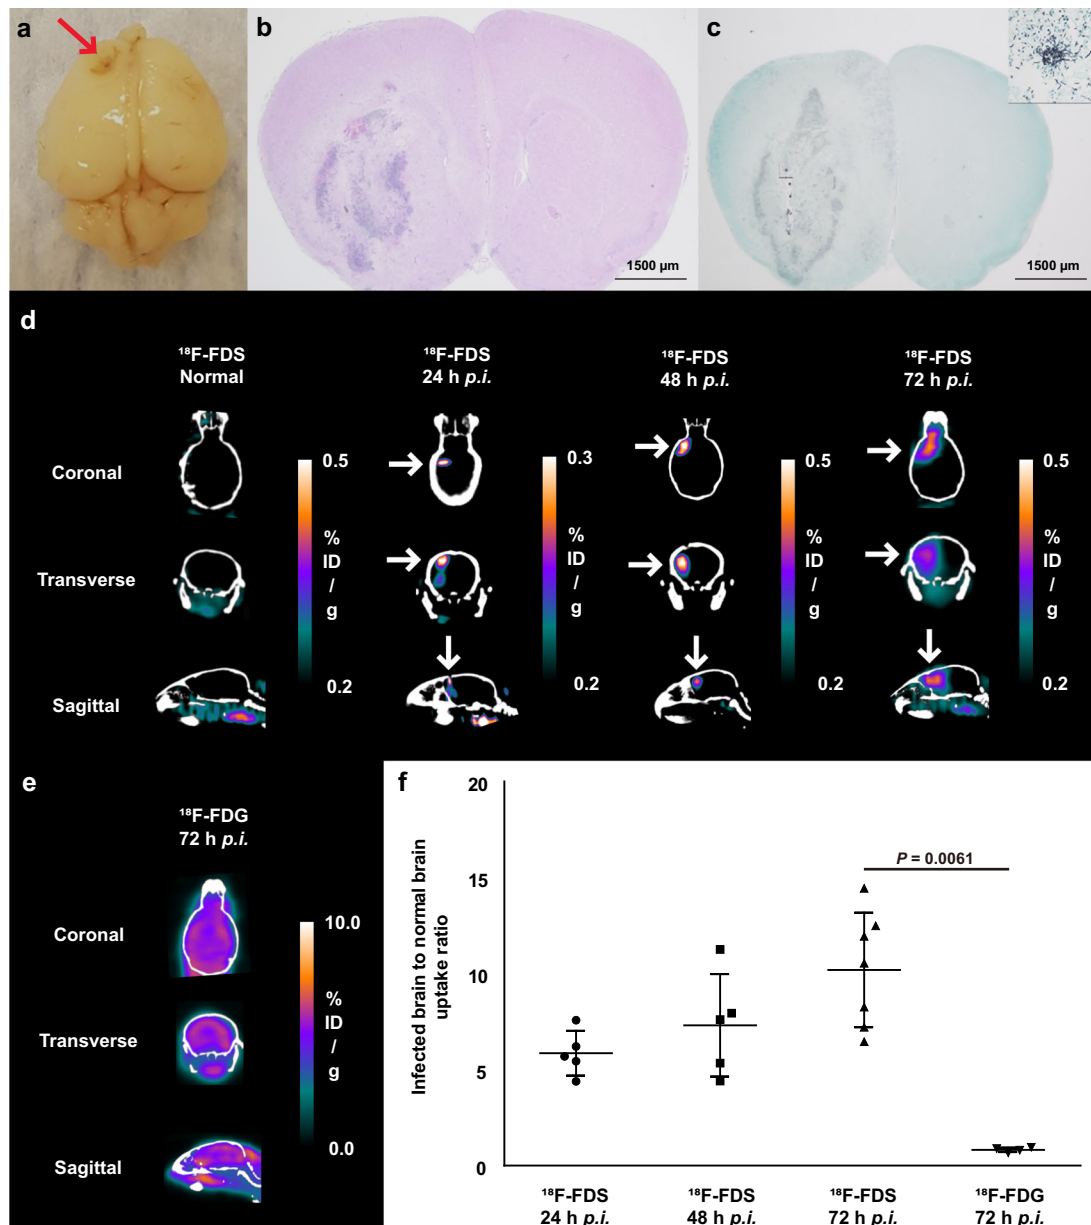 a
b
c
1500 µm
1500 µm
d
¹⁸F-FDS
Normal
¹⁸F-FDS
24 h p.i.
¹⁸F-FDS
48 h p.i.
¹⁸F-FDS
72 h p.i.
Coronal
Transverse
Sagittal
0.5
%
ID
/
g
0.2
0.3
%
ID
/
g
0.2
0.5
%
ID
/
g
0.2
0.5
%
ID
/
g
0.2
e
¹⁸F-FDG
72 h p.i.
Coronal
Transverse
Sagittal
10.0
%
ID
/
g
0.0
f
Infected brain to normal brain
uptake ratio
20
15
10
5
0
P = 0.0061
¹⁸F-FDS
24 h p.i.
¹⁸F-FDS
48 h p.i.
¹⁸F-FDS
72 h p.i.
¹⁸F-FDG
72 h p.i.